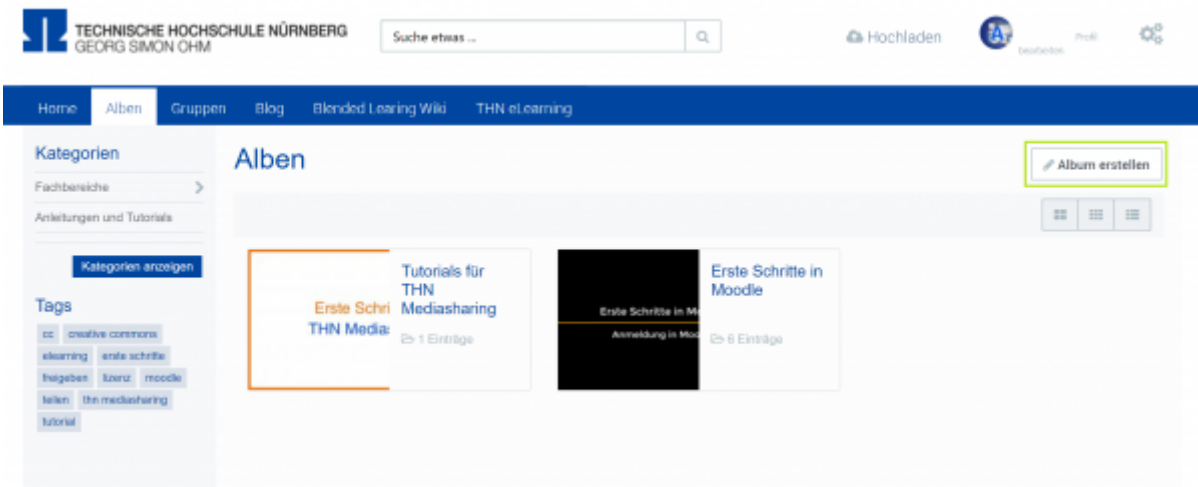 TECHNISCHE HOCHSCHULE NÜRNBERG
GEORG SIMON OHM
Suche etwas ...
Hochladen
bearbeiten
Profil
Home Alben Gruppen Blog Blended Learing Wiki THN eLearning
Kategorien
Fachbereiche
Anleitungen und Tutorials
Kategorien anzeigen
Tags
cc creative commons
elearning erste schritte
freigeben lizenz moodle
teilen thn mediasharing
tutorial
Alben
Album erstellen
Erste Schri
THN Medias
Tutorials für
THN
Mediasharing
1 Einträge
Erste Schritte in Mo
Anmeldung in Moo
Erste Schritte in
Moodle
6 Einträge